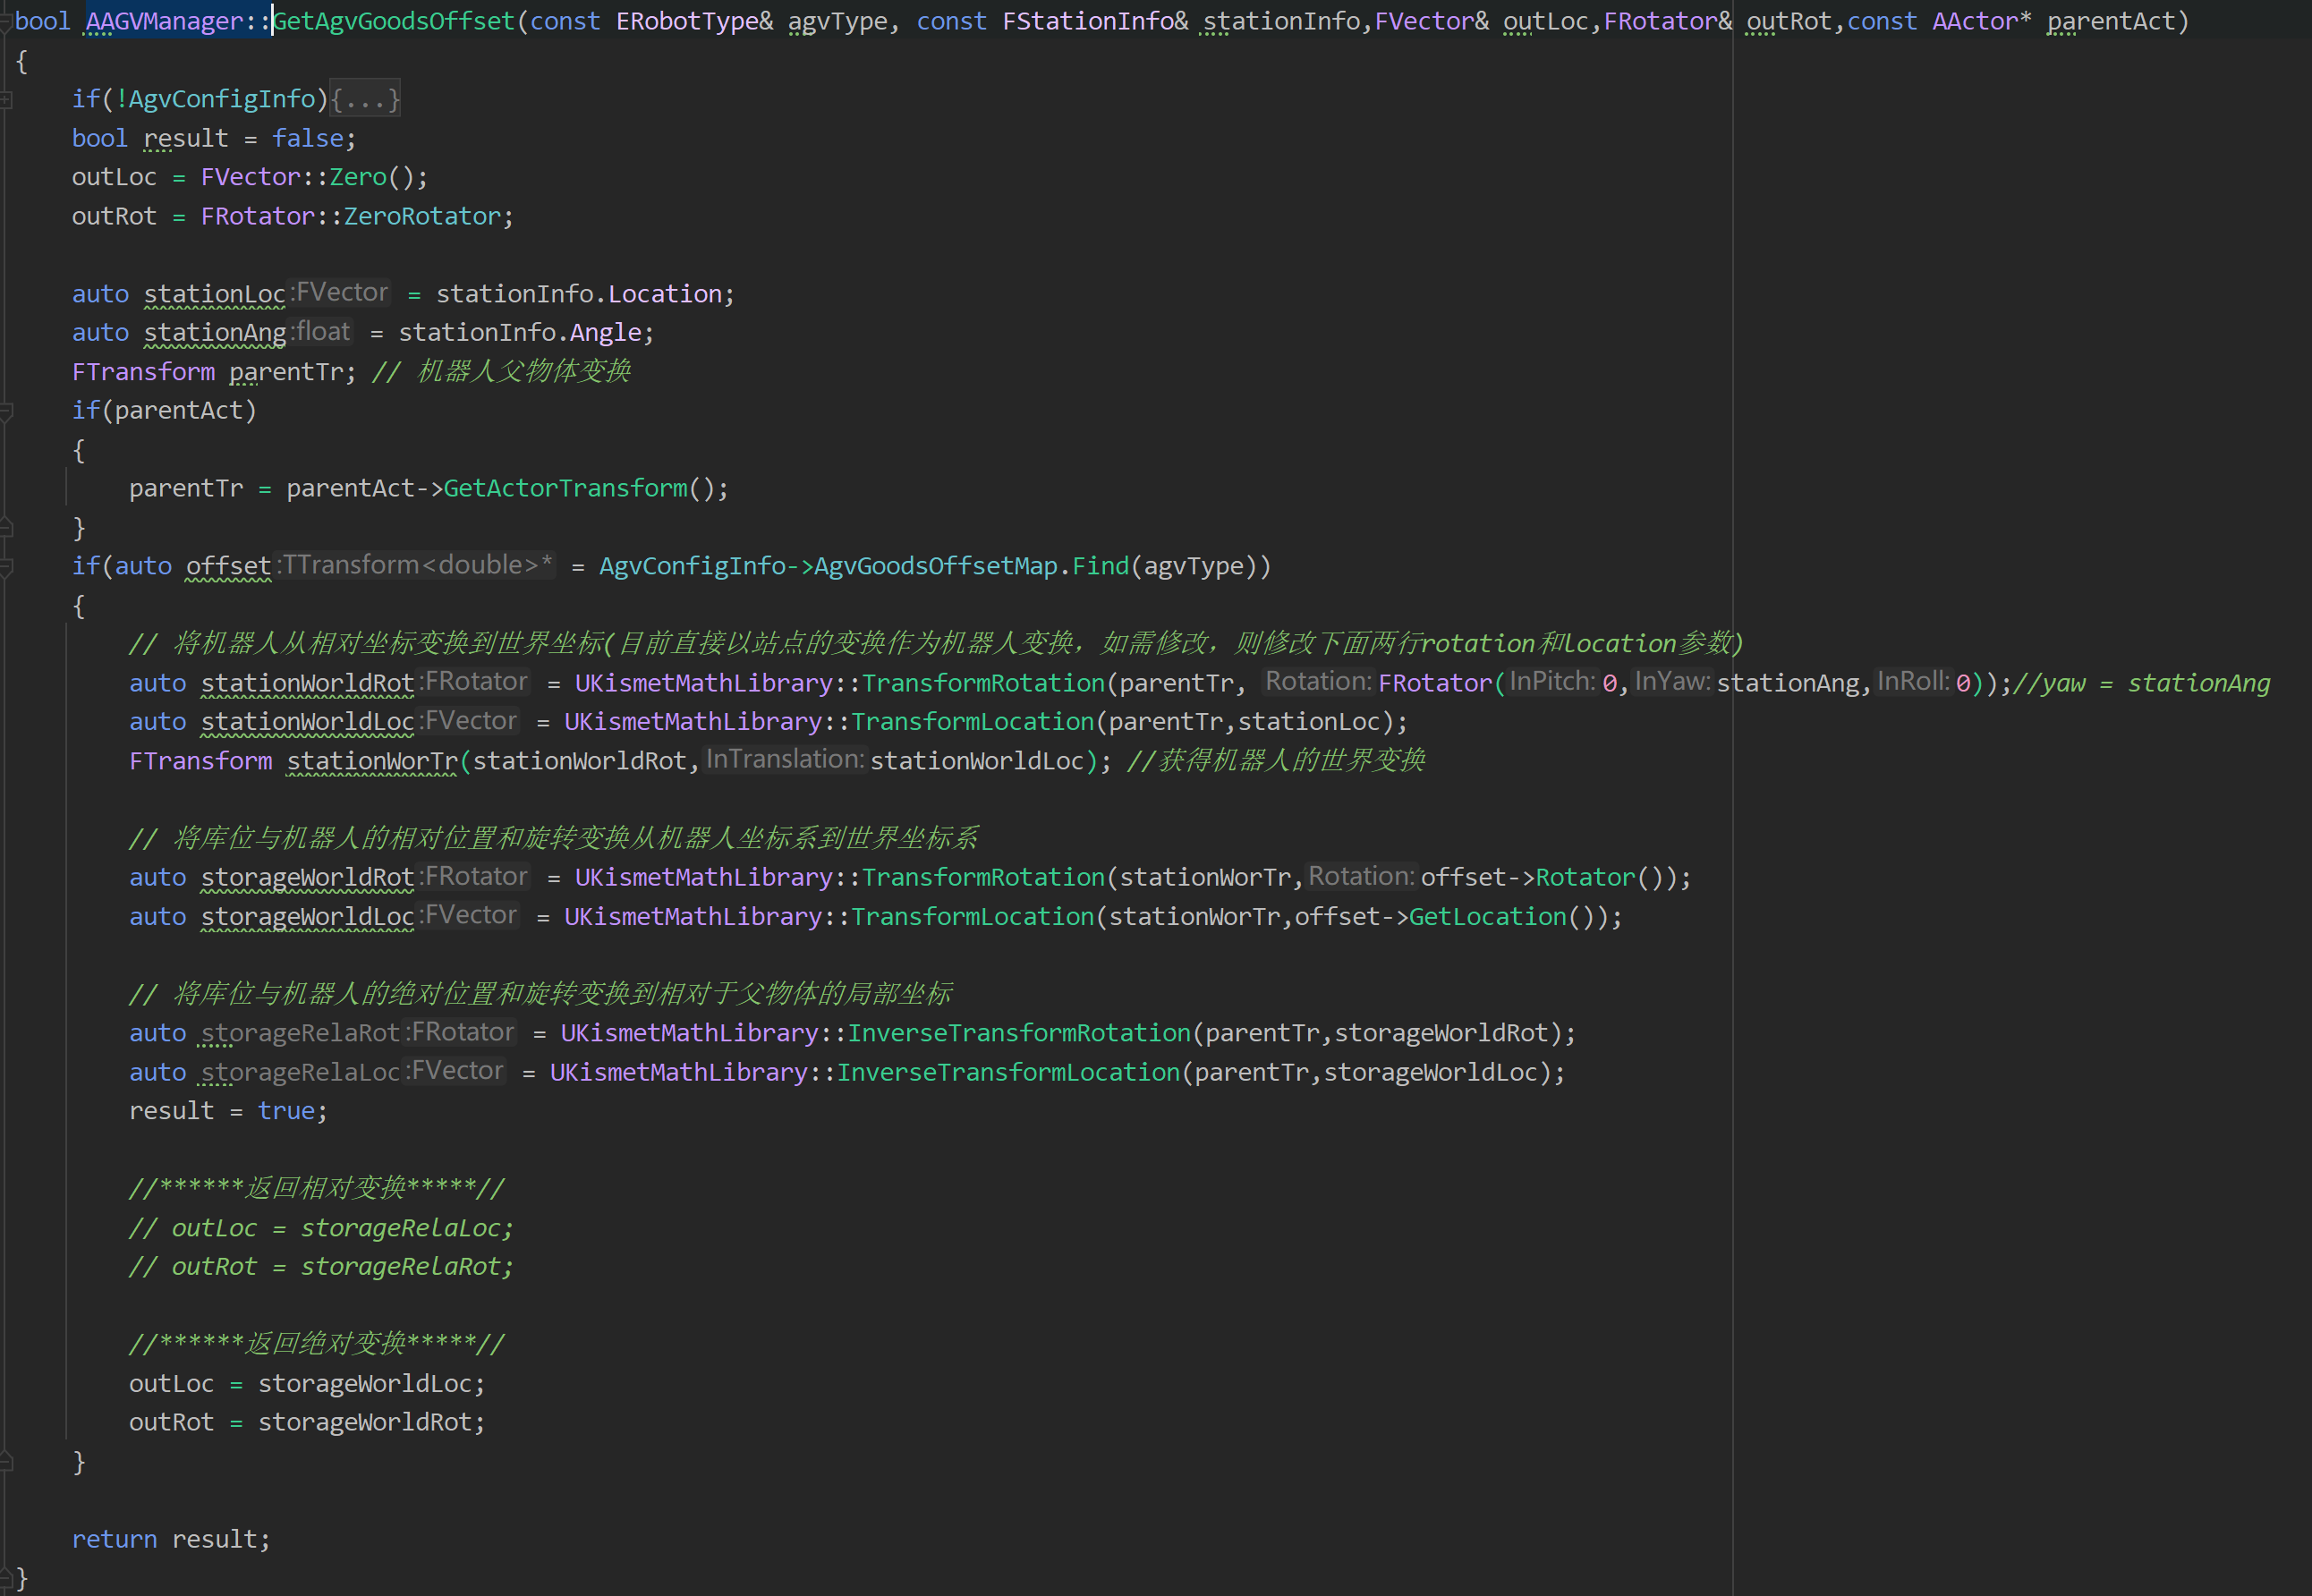 bool AAGVManager::GetAgvGoodsOffset(const ERobotType& agvType, const FStationInfo& stationInfo,FVector& outLoc,FRotator& outRot,const AActor* parentAct)
{
if(!AgvConfigInfo){...}
bool result = false;
outLoc = FVector::Zero();
outRot = FRotator::ZeroRotator;
auto stationLoc:FVector = stationInfo.Location;
auto stationAng:float = stationInfo.Angle;
FTransform parentTr; // 机器人父物体变换
if(parentAct)
{
parentTr = parentAct->GetActorTransform();
}
if(auto offset:TTransform<double>* = AgvConfigInfo->AgvGoodsOffsetMap.Find(agvType))
{
// 将机器人从相对坐标变换到世界坐标(目前直接以站点的变换作为机器人变换，如需修改，则修改下面两行rotation和location参数)
auto stationWorldRot:FRotator = UKismetMathLibrary::TransformRotation(parentTr, Rotation:FRotator(InPitch:0,InYaw:stationAng,InRoll:0));//yaw = stationAng
auto stationWorldLoc:FVector = UKismetMathLibrary::TransformLocation(parentTr,stationLoc);
FTransform stationWorTr(stationWorldRot,InTranslation:stationWorldLoc); //获得机器人的世界变换
// 将库位与机器人的相对位置和旋转变换从机器人坐标系到世界坐标系
auto storageWorldRot:FRotator = UKismetMathLibrary::TransformRotation(stationWorTr,Rotation:offset->Rotator());
auto storageWorldLoc:FVector = UKismetMathLibrary::TransformLocation(stationWorTr,offset->GetLocation());
// 将库位与机器人的绝对位置和旋转变换到相对于父物体的局部坐标
auto storageRelaRot:FRotator = UKismetMathLibrary::InverseTransformRotation(parentTr,storageWorldRot);
auto storageRelaLoc:FVector = UKismetMathLibrary::InverseTransformLocation(parentTr,storageWorldLoc);
result = true;
//******返回相对变换*****//
// outLoc = storageRelaLoc;
// outRot = storageRelaRot;
//******返回绝对变换*****//
outLoc = storageWorldLoc;
outRot = storageWorldRot;
}
return result;
}